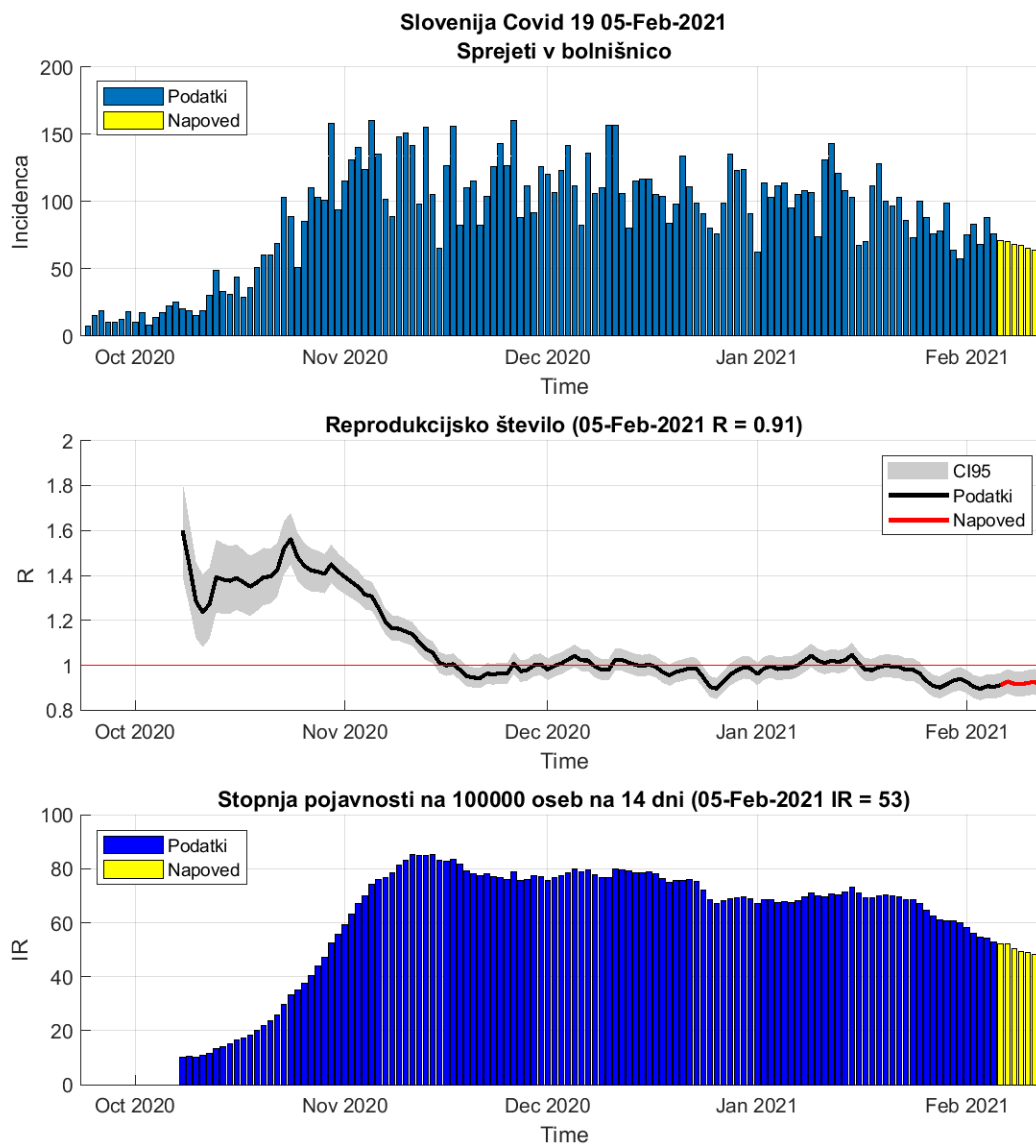 Slovenija Covid 19 05-Feb-2021
Sprejeti v bolnišnico
200
150
100
50
0
Incidenca
Podatki
Napoved
Oct 2020 Nov 2020 Dec 2020 Jan 2021 Feb 2021
Time
Reprodukcijsko število (05-Feb-2021 R = 0.91)
2
1.8
1.6
1.4
1.2
1
0.8
R
CI95
Podatki
Napoved
Oct 2020 Nov 2020 Dec 2020 Jan 2021 Feb 2021
Time
Stopnja pojavnosti na 100000 oseb na 14 dni (05-Feb-2021 IR = 53)
100
80
60
40
20
0
IR
Podatki
Napoved
Oct 2020 Nov 2020 Dec 2020 Jan 2021 Feb 2021
Time